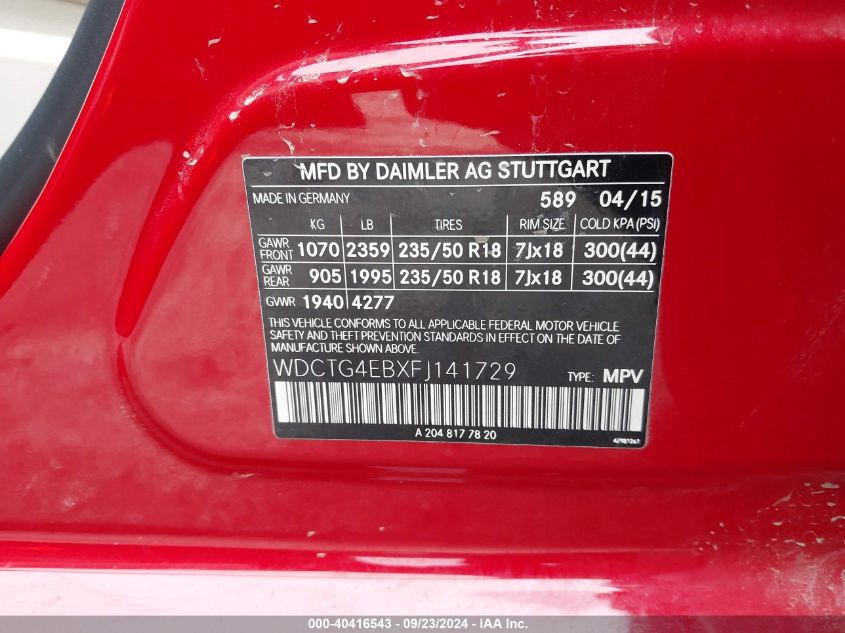 MFD BY DAIMLER AG STUTTGART
MADE IN GERMANY 589 04/15
KG LB TIRES RIM SIZE COLD KPA (PSI)
GAWR FRONT 1070 2359 235/50 R18 7Jx18 300(44)
GAWR REAR 905 1995 235/50 R18 7Jx18 300(44)
GVWR 1940 4277
THIS VEHICLE CONFORMS TO ALL APPLICABLE FEDERAL MOTOR VEHICLE
SAFETY AND THEFT PREVENTION STANDARDS IN EFFECT ON THE DATE OF
MANUFACTURE SHOWN ABOVE.
WDCTG4EBXFJ141729 TYPE: MPV
A 204 817 78 20
000-40416543 - 09/23/2024 - IAAI.com